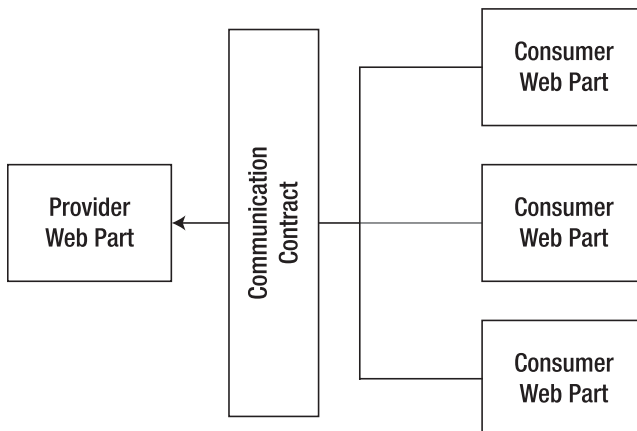 Provider
Web Part
Communication
Contract
Consumer
Web Part
Consumer
Web Part
Consumer
Web Part